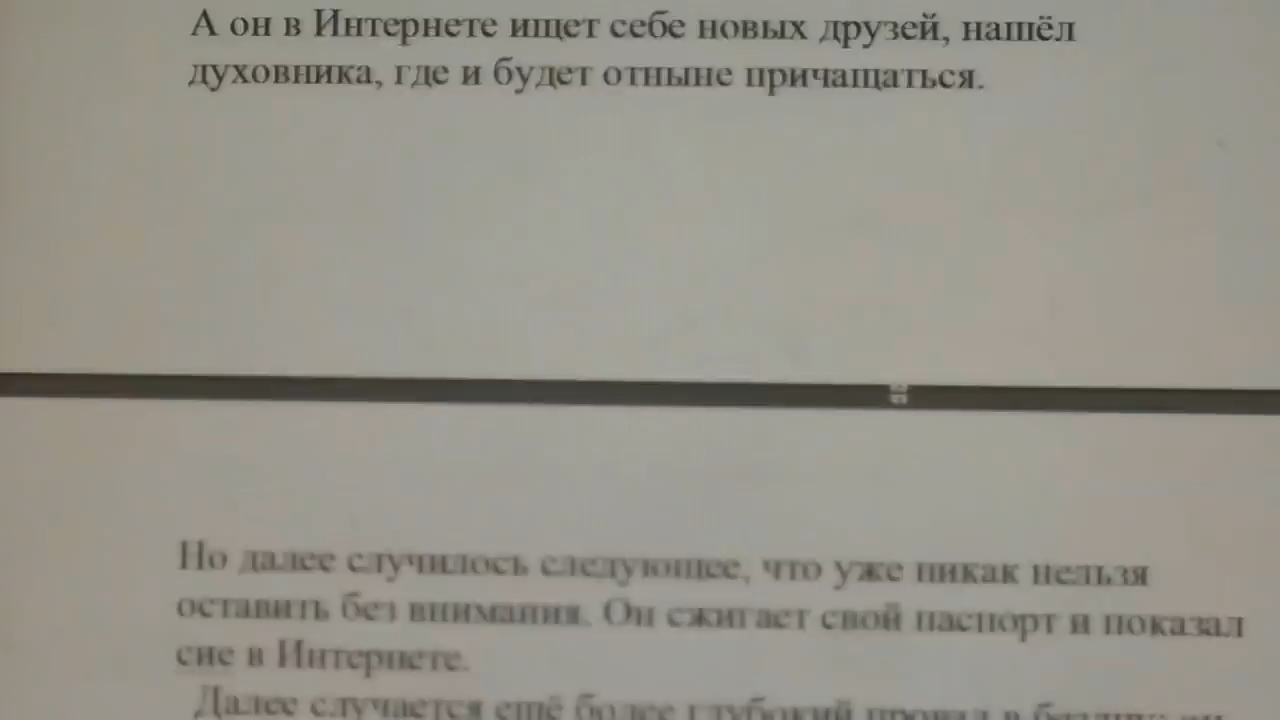 А он в Интернете ищет себе новых друзей, нашёл
духовника, где и будет отныне причащаться.
Но далее случилось следующее, что уже никак нельзя
оставить без внимания. Он сжигает свой паспорт и показал
сие в Интернете.
Далее случается ещё более глубокий провал в